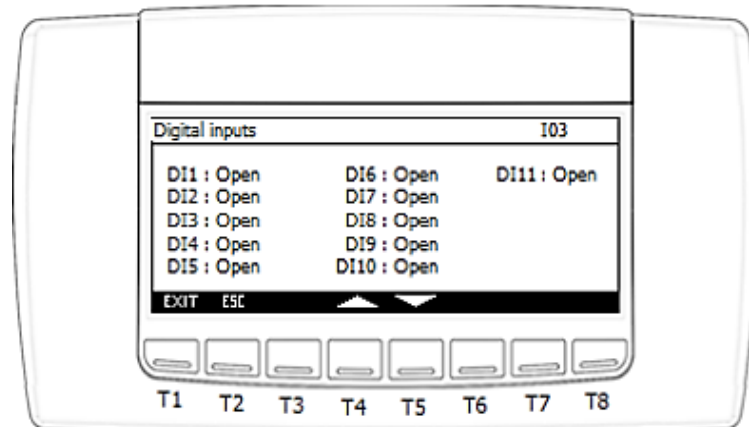 Digital inputs I03
DI1 : Open DI6 : Open DI11 : Open
DI2 : Open DI7 : Open
DI3 : Open DI8 : Open
DI4 : Open DI9 : Open
DI5 : Open DI10 : Open
EXIT ESC
T1 T2 T3 T4 T5 T6 T7 T8